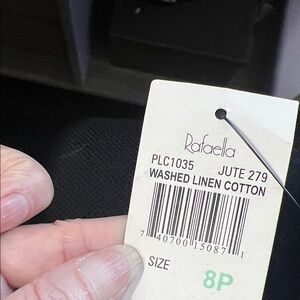 Rafaella
PLC1035 JUTE 279
WASHED LINEN COTTON
7 40700 15087 1
SIZE 8P